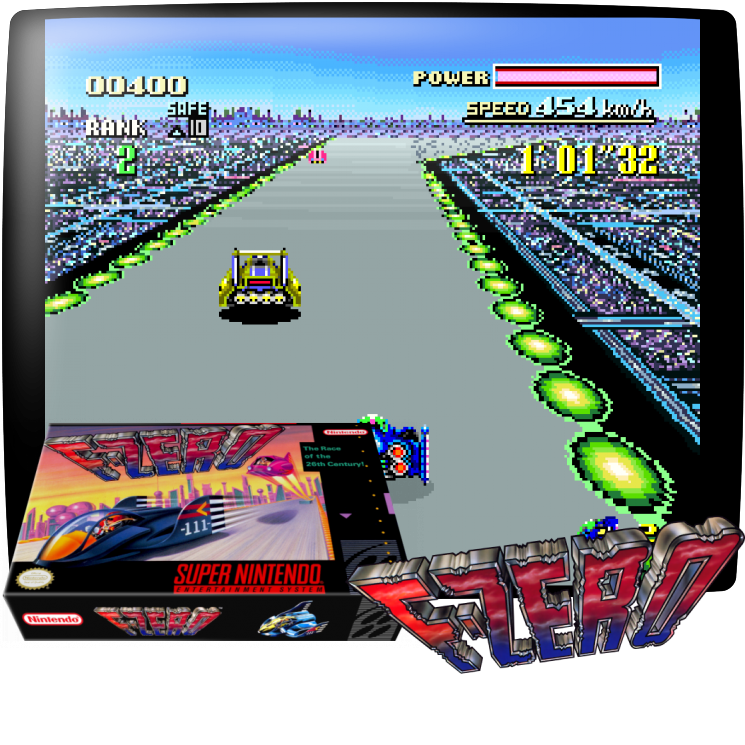 00400
POWER
SAFE
SPEED 454 km/h
RANK 10
2
1'01"32
F-ZERO
Nintendo
The Race
of the
26th Century!
111
SUPER NINTENDO
ENTERTAINMENT SYSTEM
Nintendo
F-ZERO
F-ZERO